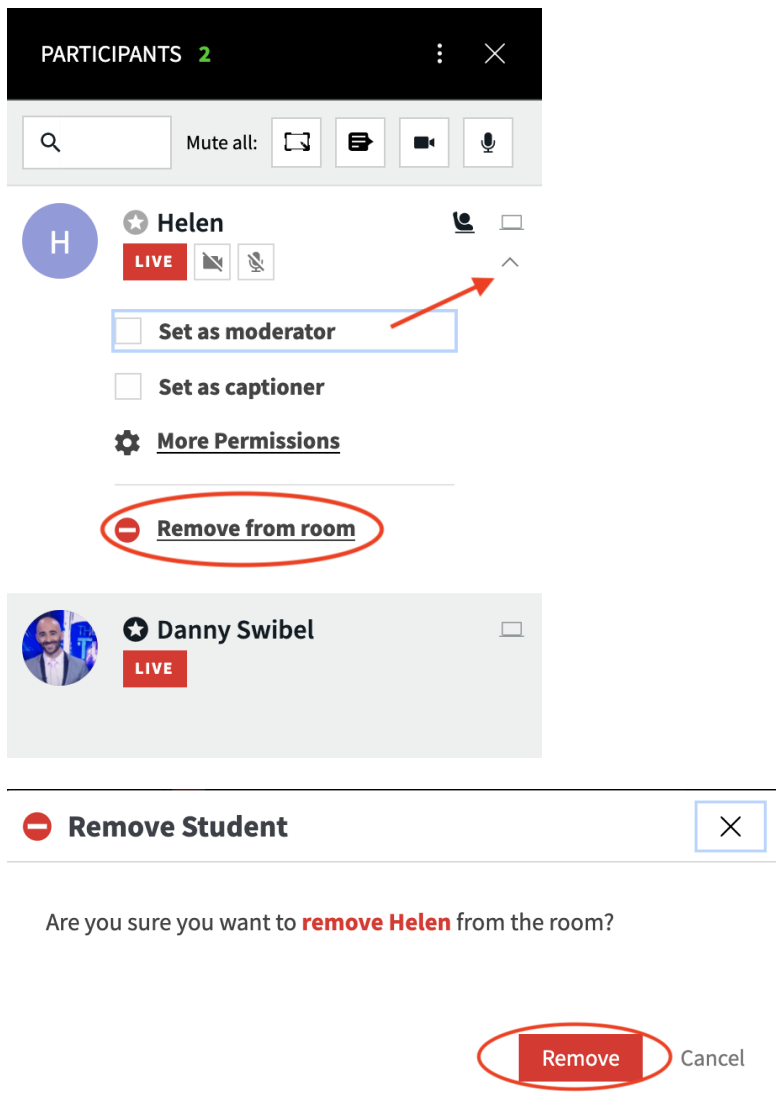 PARTICIPANTS 2
Mute all:
H
Helen
LIVE
Set as moderator
Set as captioner
More Permissions
Remove from room
Danny Swibel
LIVE
Remove Student
Are you sure you want to remove Helen from the room?
Remove Cancel